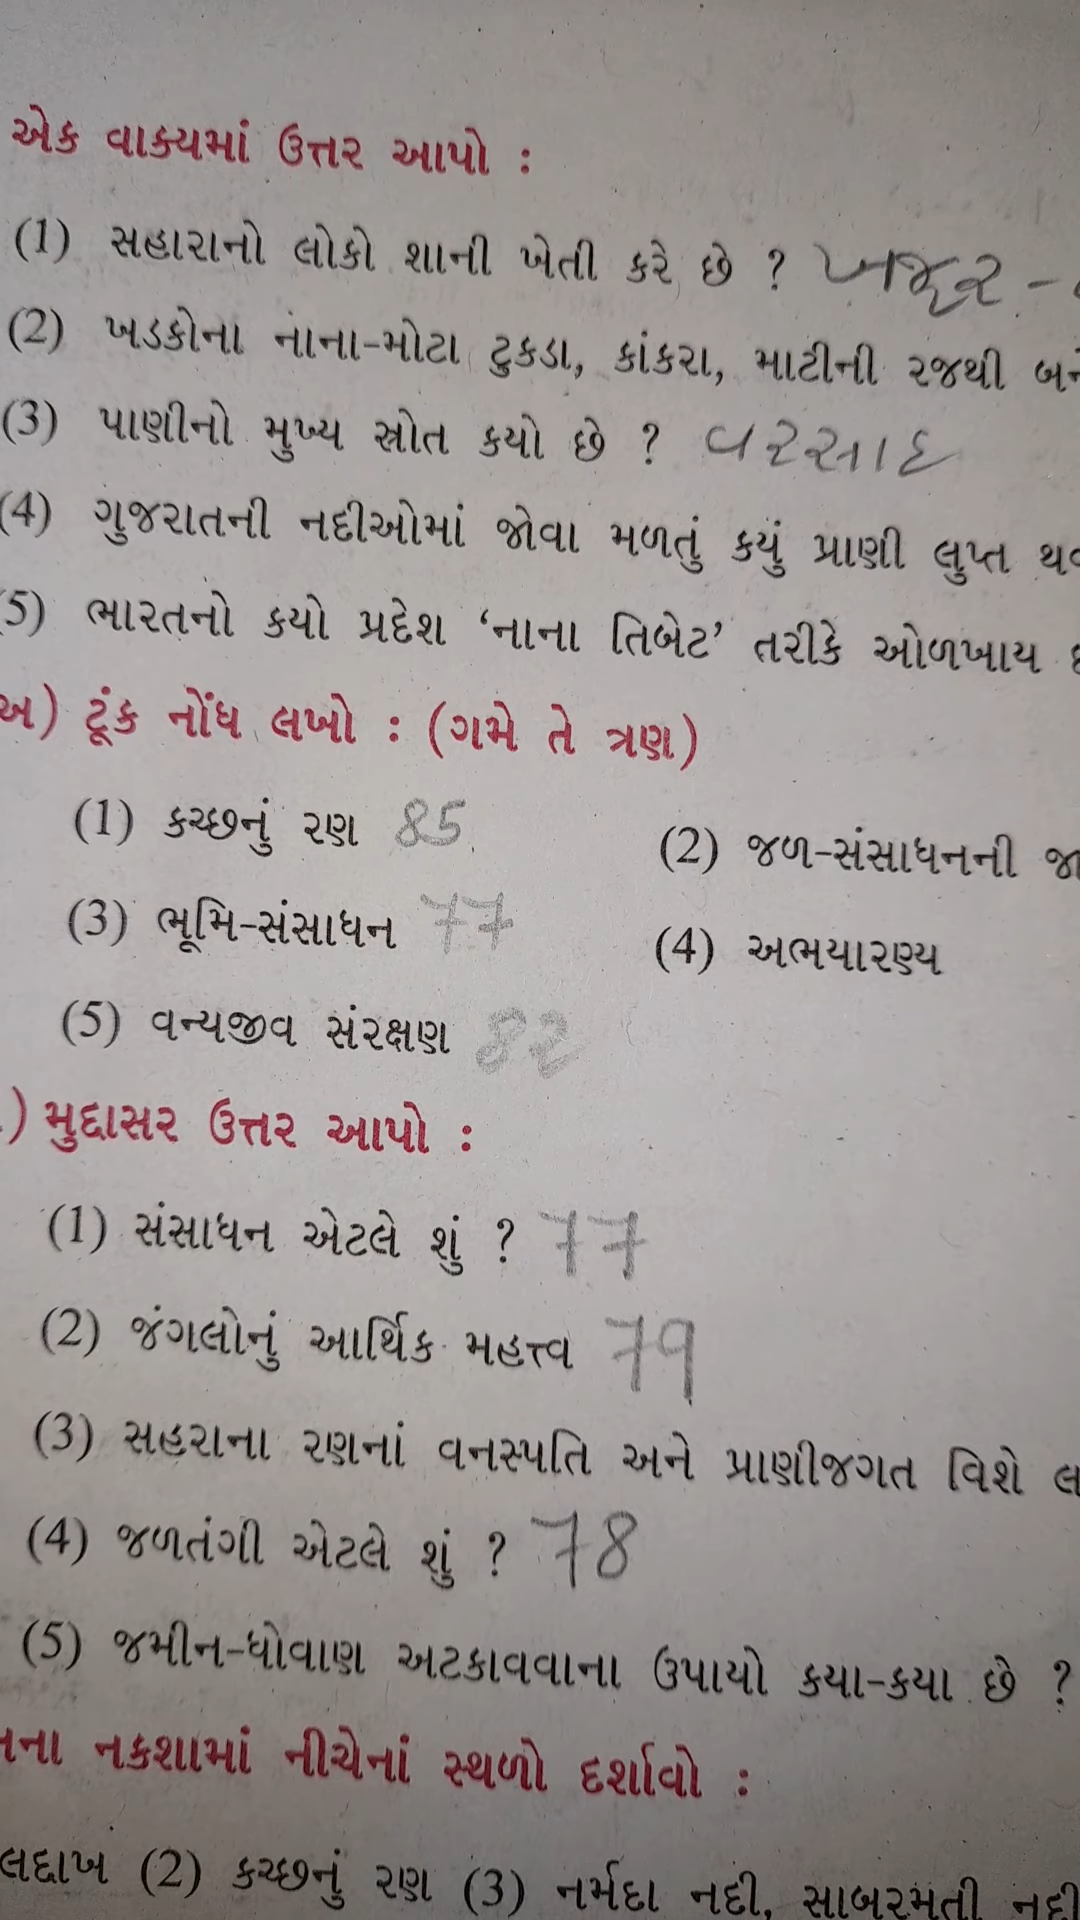 એક વાક્યમાં ઉત્તર આપો :
(1) સહારાનો લોકો શાની ખેતી કરે છે ? ખજૂર -
(2) ખડકોના નાના-મોટા ટુકડા, કાંકરા, માટીની રજથી
(3) પાણીનો મુખ્ય સ્રોત કયો છે ? વરસાદ
(4) ગુજરાતની નદીઓમાં જોવા મળતું કયું પ્રાણી લુપ્ત
5) ભારતનો કયો પ્રદેશ ‘નાના તિબેટ’ તરીકે ઓળખાય
અ) ટૂંક નોંધ લખો : (ગમે તે ત્રણ)
(1) કચ્છનું રણ 85
(2) જળ-સંસાધનની
(3) ભૂમિ-સંસાધન 77
(4) અભયારણ્ય
(5) વન્યજીવ સંરક્ષણ 82
) મુદ્દાસર ઉત્તર આપો :
(1) સંસાધન એટલે શું ? 77
(2) જંગલોનું આર્થિક મહત્ત્વ 79
(3) સહરાના રણનાં વનસ્પતિ અને પ્રાણીજગત વિશે
(4) જળતંગી એટલે શું ? 78
(5) જમીન-ધોવાણ અટકાવવાના ઉપાયો કયા-કયા છે ?
નકશામાં નીચેનાં સ્થળો દર્શાવો :
લદ્દાખ (2) કચ્છનું રણ (3) નર્મદા નદી, સાબરમતી નદી